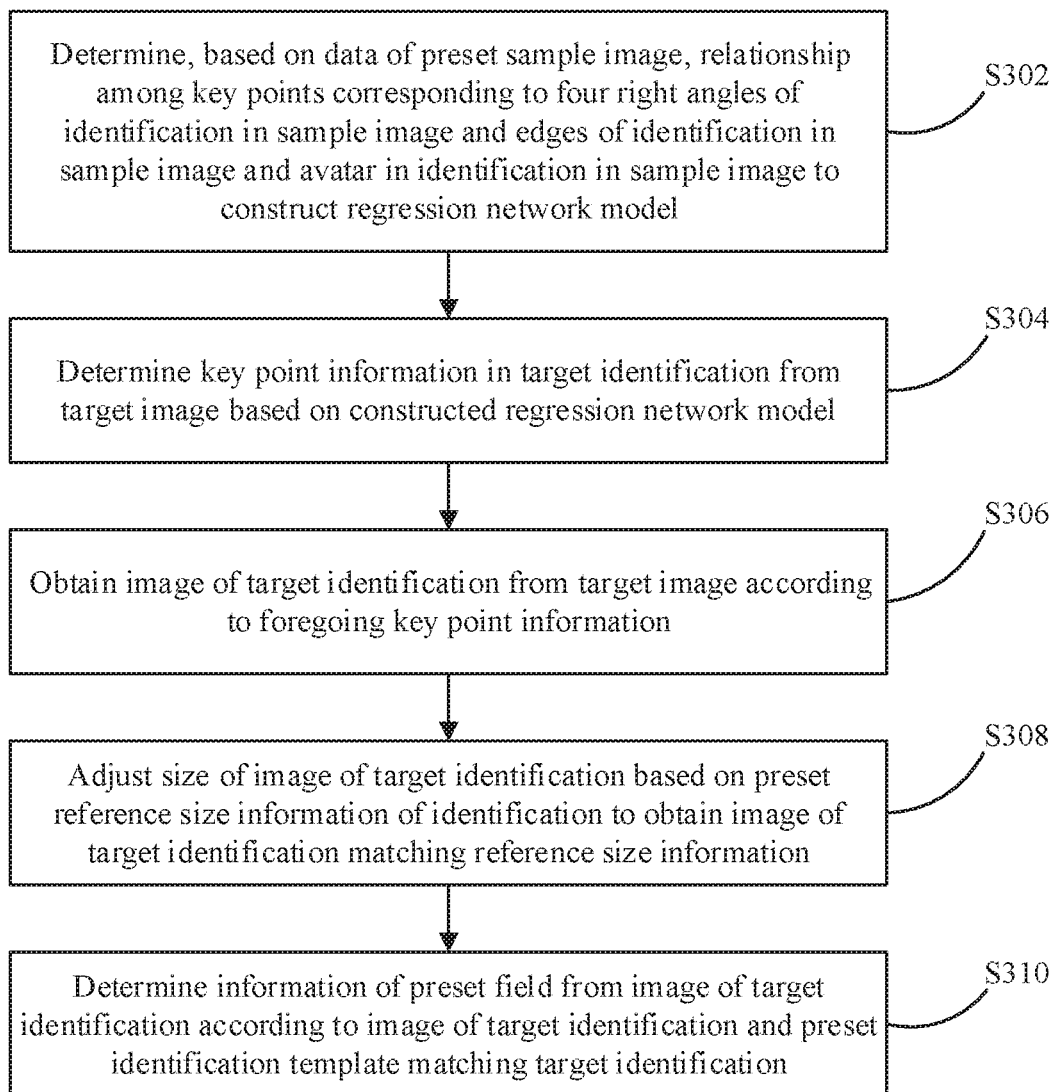 Determine, based on data of preset sample image, relationship
among key points corresponding to four right angles of
identification in sample image and edges of identification in
sample image and avatar in identification in sample image to
construct regression network model
S302
Determine key point information in target identification from
target image based on constructed regression network model
S304
Obtain image of target identification from target image according
to foregoing key point information
S306
Adjust size of image of target identification based on preset
reference size information of identification to obtain image of
target identification matching reference size information
S308
Determine information of preset field from image of target
identification according to image of target identification and preset
identification template matching target identification
S310